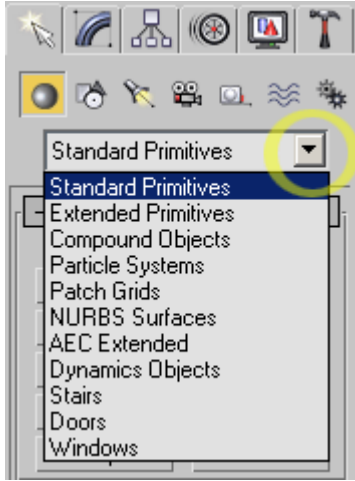 Standard Primitives
Standard Primitives
Extended Primitives
Compound Objects
Particle Systems
Patch Grids
NURBS Surfaces
AEC Extended
Dynamics Objects
Stairs
Doors
Windows